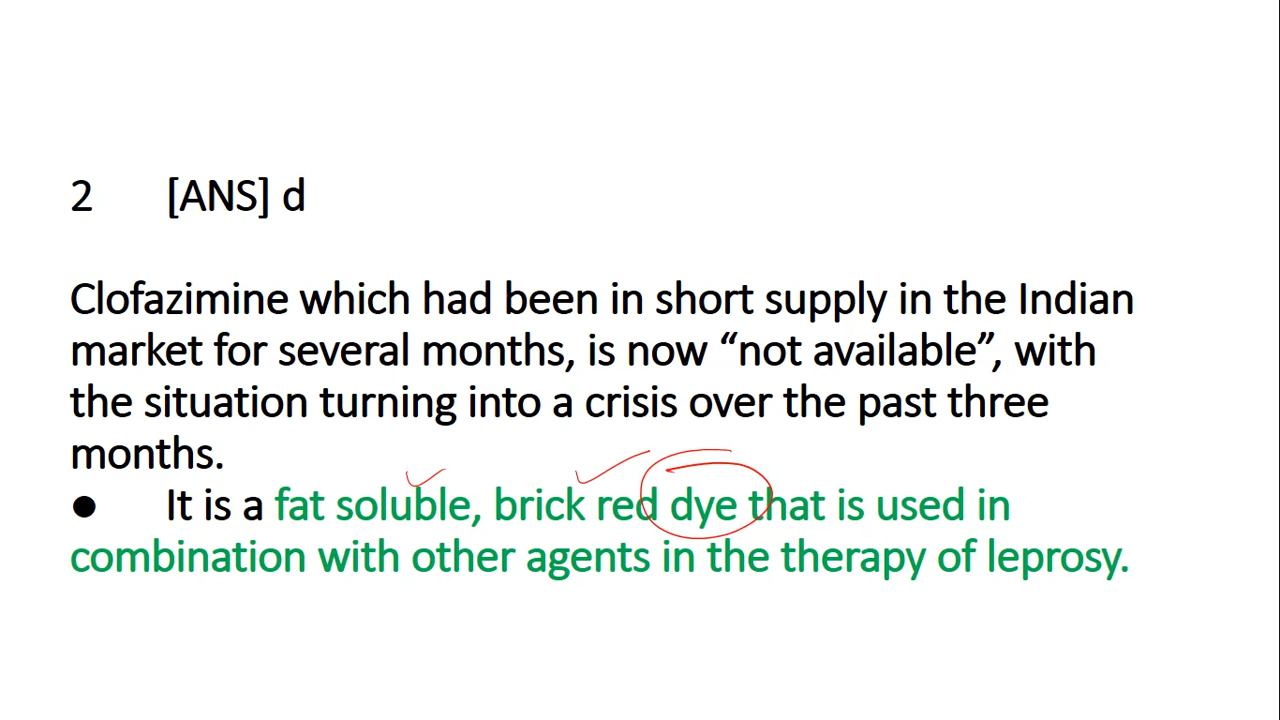 2 [ANS] d
Clofazimine which had been in short supply in the Indian
market for several months, is now “not available”, with
the situation turning into a crisis over the past three
months.
● It is a fat soluble, brick red dye that is used in
combination with other agents in the therapy of leprosy.